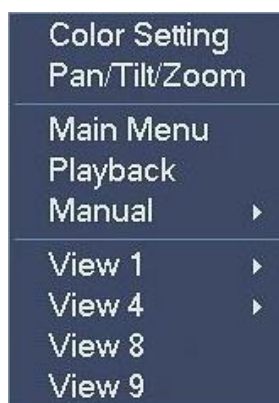 Color Setting
Pan/Tilt/Zoom
Main Menu
Playback
Manual
View 1
View 4
View 8
View 9